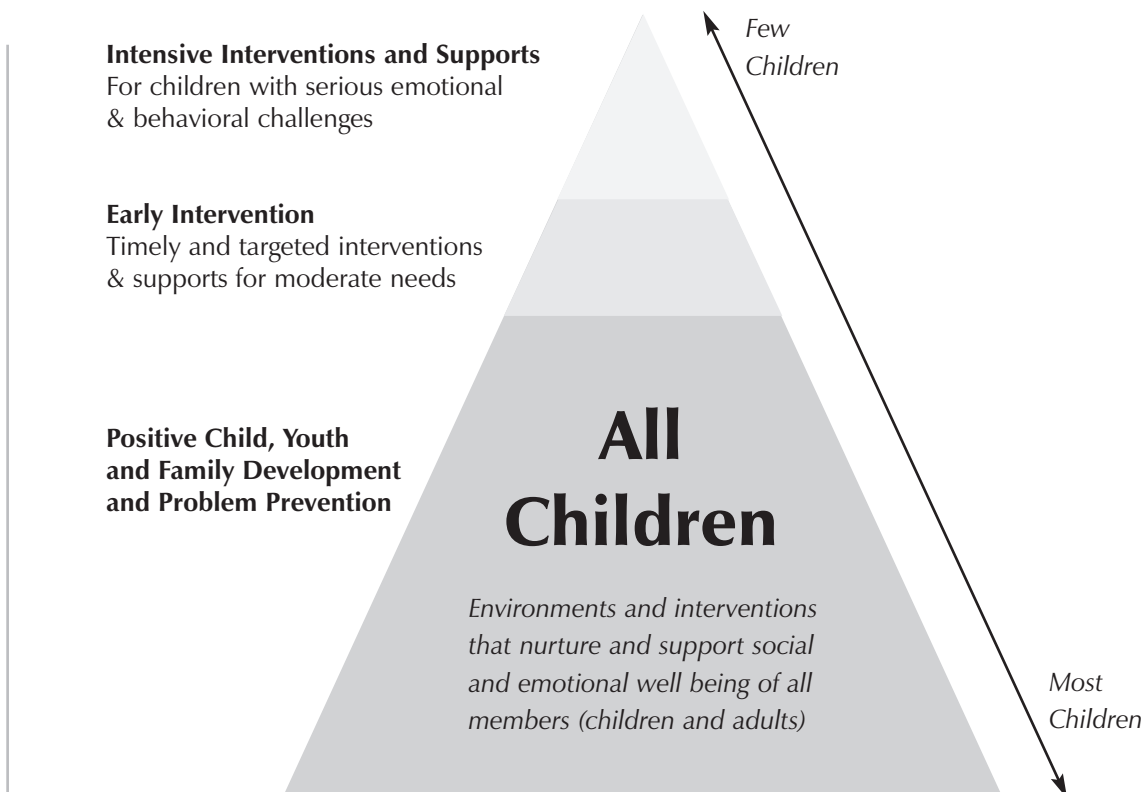 Few
Children
Intensive Interventions and Supports
For children with serious emotional
& behavioral challenges
Early Intervention
Timely and targeted interventions
& supports for moderate needs
Positive Child, Youth
and Family Development
and Problem Prevention
All
Children
Environments and interventions
that nurture and support social
and emotional well being of all
members (children and adults)
Most
Children